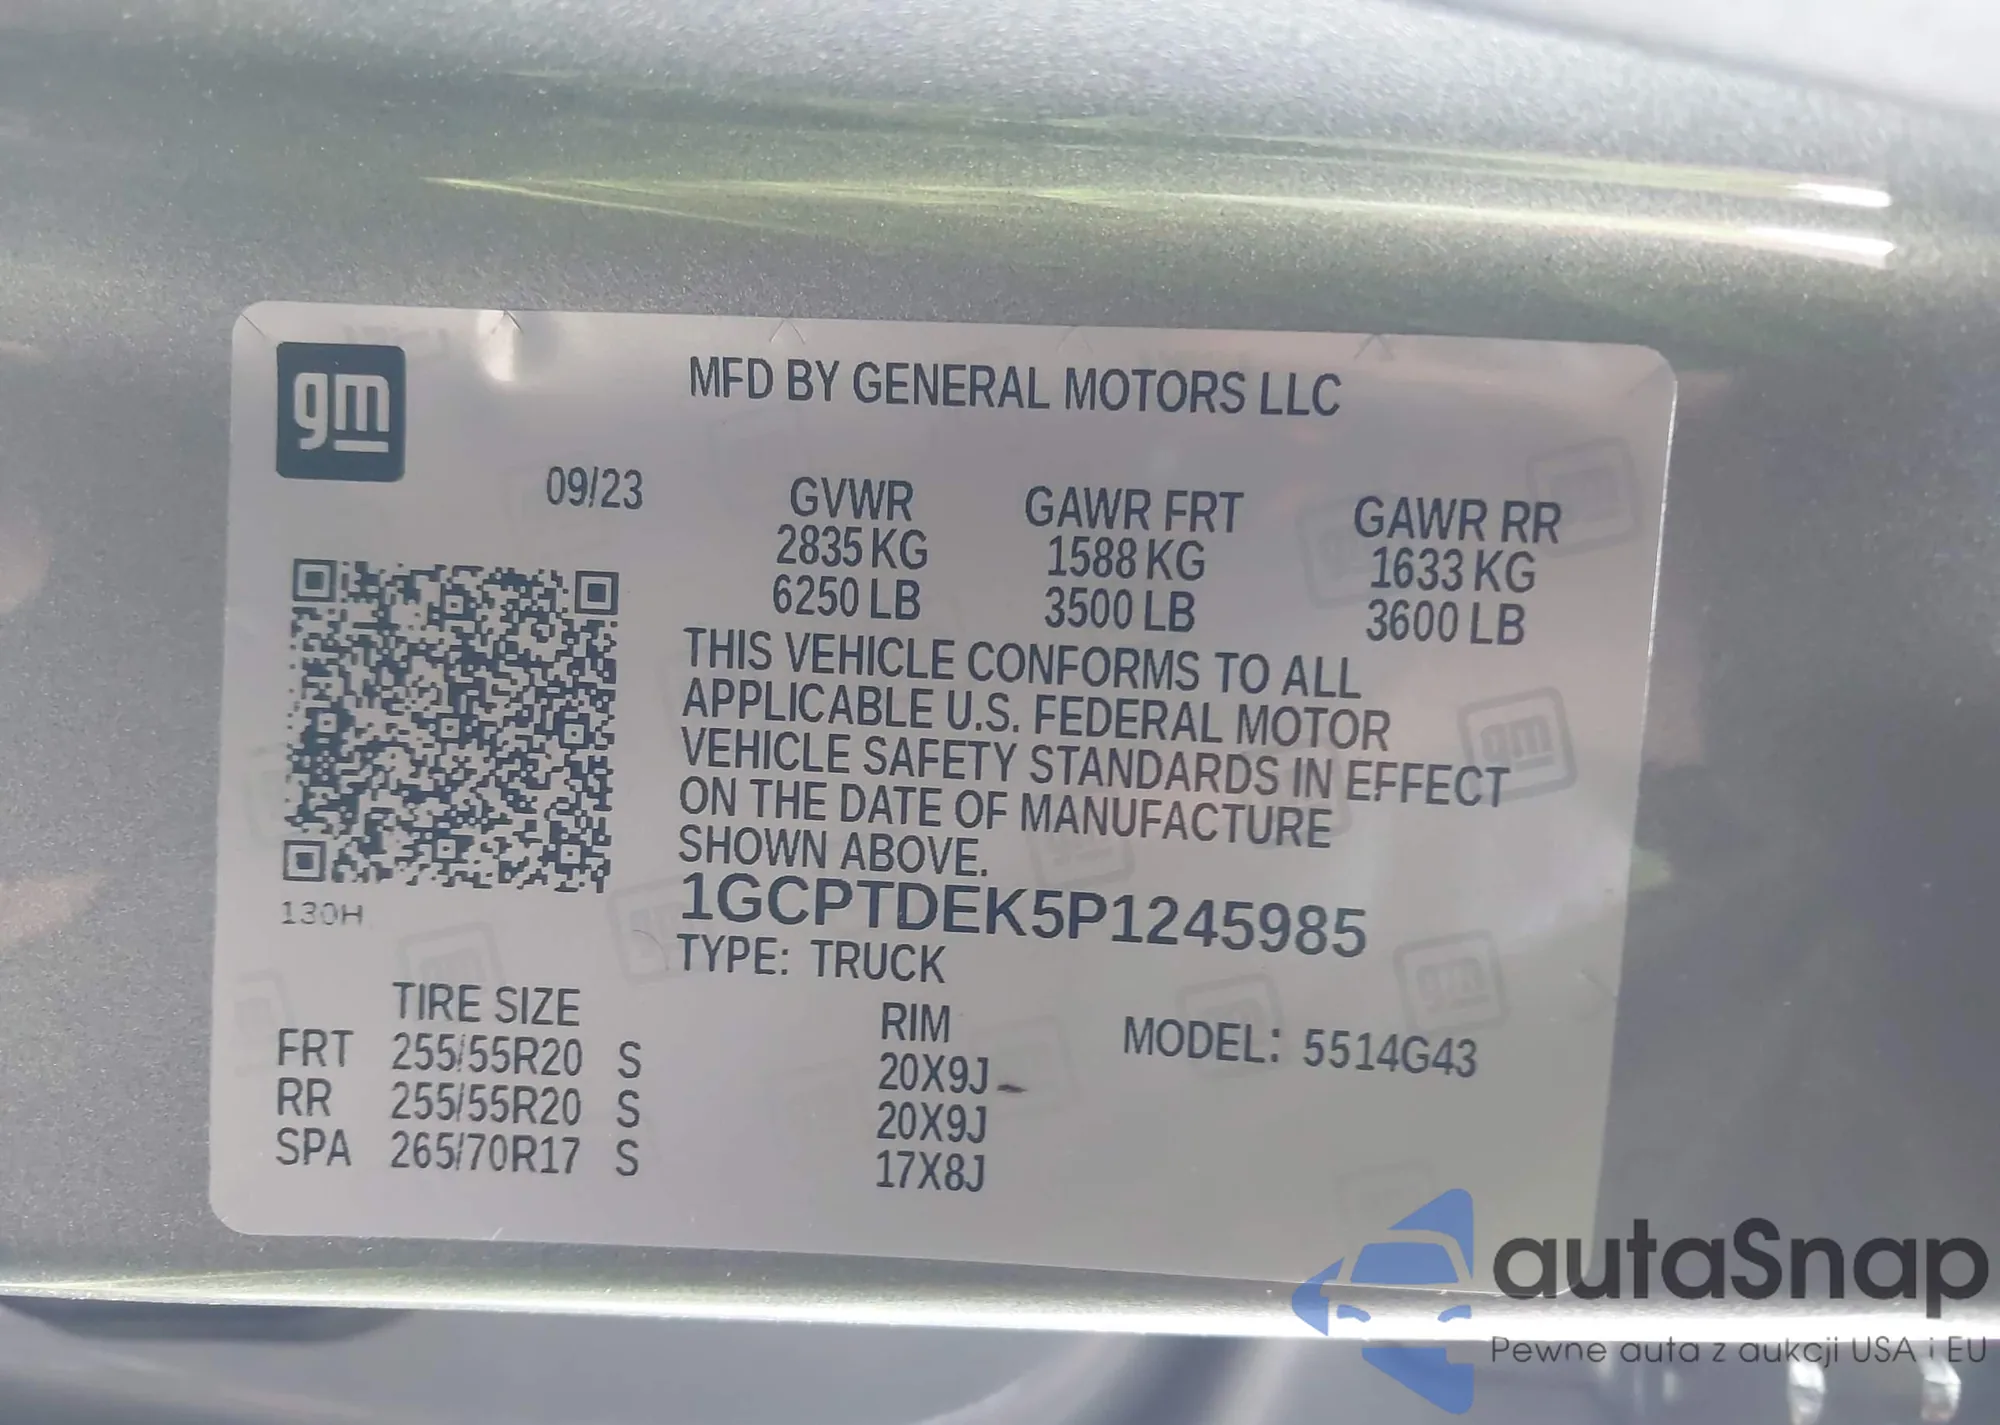 gm
MFD BY GENERAL MOTORS LLC
09/23
GVWR GAWR FRT GAWR RR
2835 KG 1588 KG 1633 KG
6250 LB 3500 LB 3600 LB
THIS VEHICLE CONFORMS TO ALL
APPLICABLE U.S. FEDERAL MOTOR
VEHICLE SAFETY STANDARDS IN EFFECT
ON THE DATE OF MANUFACTURE
SHOWN ABOVE.
1GCPTDEK5P1245985
130H
TYPE: TRUCK
TIRE SIZE RIM MODEL: 5514G43
FRT 255/55R20 S 20X9J
RR 255/55R20 S 20X9J
SPA 265/70R17 S 17X8J
autaSnap
Pewne auta z aukcji USA i EU